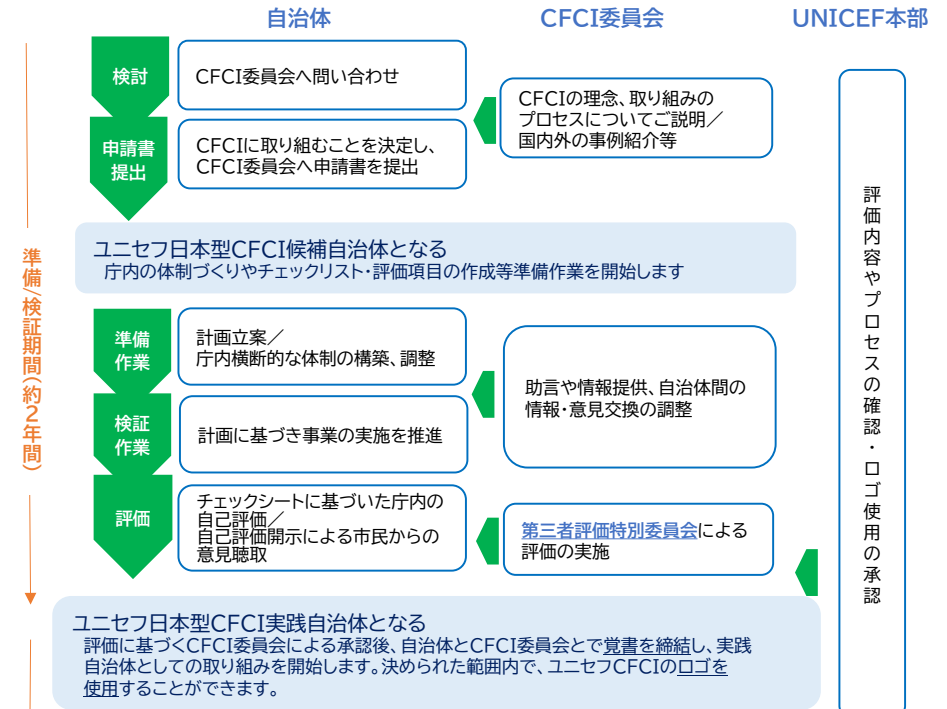 自治体
CFCI委員会
UNICEF本部
検討
CFCI委員会へ問い合わせ
CFCIの理念、取り組みの
プロセスについてご説明／
国内外の事例紹介等
申請書
提出
CFCIに取り組むことを決定し、
CFCI委員会へ申請書を提出
ユニセフ日本型CFCI候補自治体となる
庁内の体制づくりやチェックリスト・評価項目の作成等準備作業を開始します
準備/検証期間(約2年間)
準備
作業
計画立案／
庁内横断的な体制の構築、調整
助言や情報提供、自治体間の
情報・意見交換の調整
検証
作業
計画に基づき事業の実施を推進
評価
チェックシートに基づいた庁内の
自己評価／
自己評価開示による市民からの
意見聴取
第三者評価特別委員会による
評価の実施
評価内容やプロセスの確認・ロゴ使用の承認
ユニセフ日本型CFCI実践自治体となる
評価に基づくCFCI委員会による承認後、自治体とCFCI委員会とで覚書を締結し、実践
自治体としての取り組みを開始します。決められた範囲内で、ユニセフCFCIのロゴを
使用することができます。